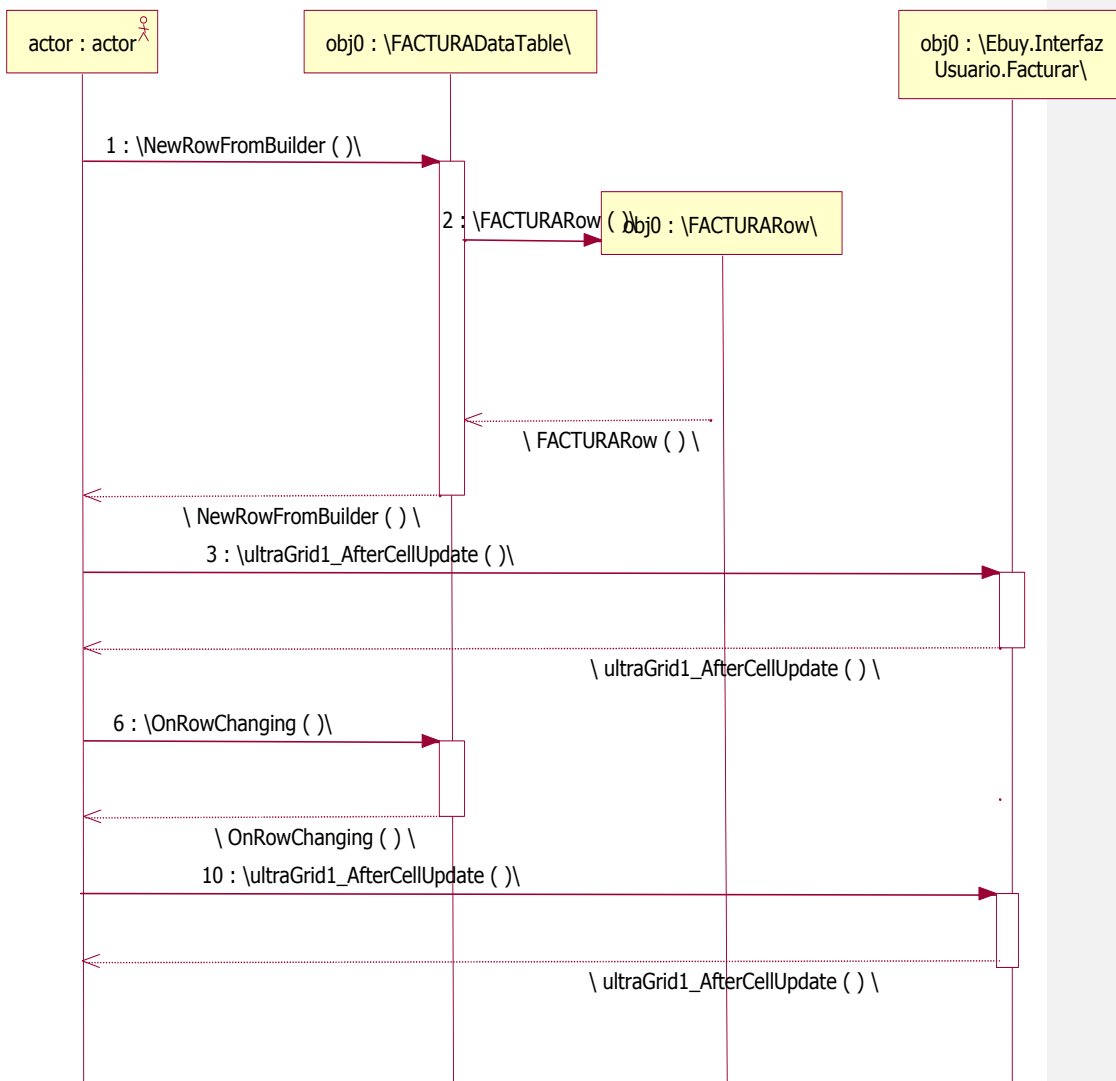 actor : actor
obj0 : \FACTURADataTable\
obj0 : \Ebuy.Interfaz
Usuario.Facturar\
1 : \NewRowFromBuilder ( )\
2 : \FACTURARow ( )\
obj0 : \FACTURARow\
\ FACTURARow ( ) \
\ NewRowFromBuilder ( ) \
3 : \ultraGrid1_AfterCellUpdate ( )\
\ ultraGrid1_AfterCellUpdate ( ) \
6 : \OnRowChanging ( )\
\ OnRowChanging ( ) \
10 : \ultraGrid1_AfterCellUpdate ( )\
\ ultraGrid1_AfterCellUpdate ( ) \